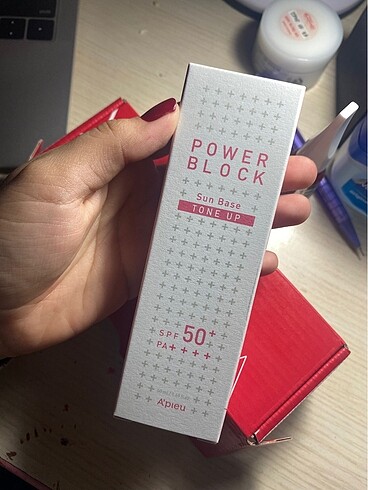 POWER
BLOCK
Sun Base
TONE UP
SPF 50+
PA++++
A'pieu